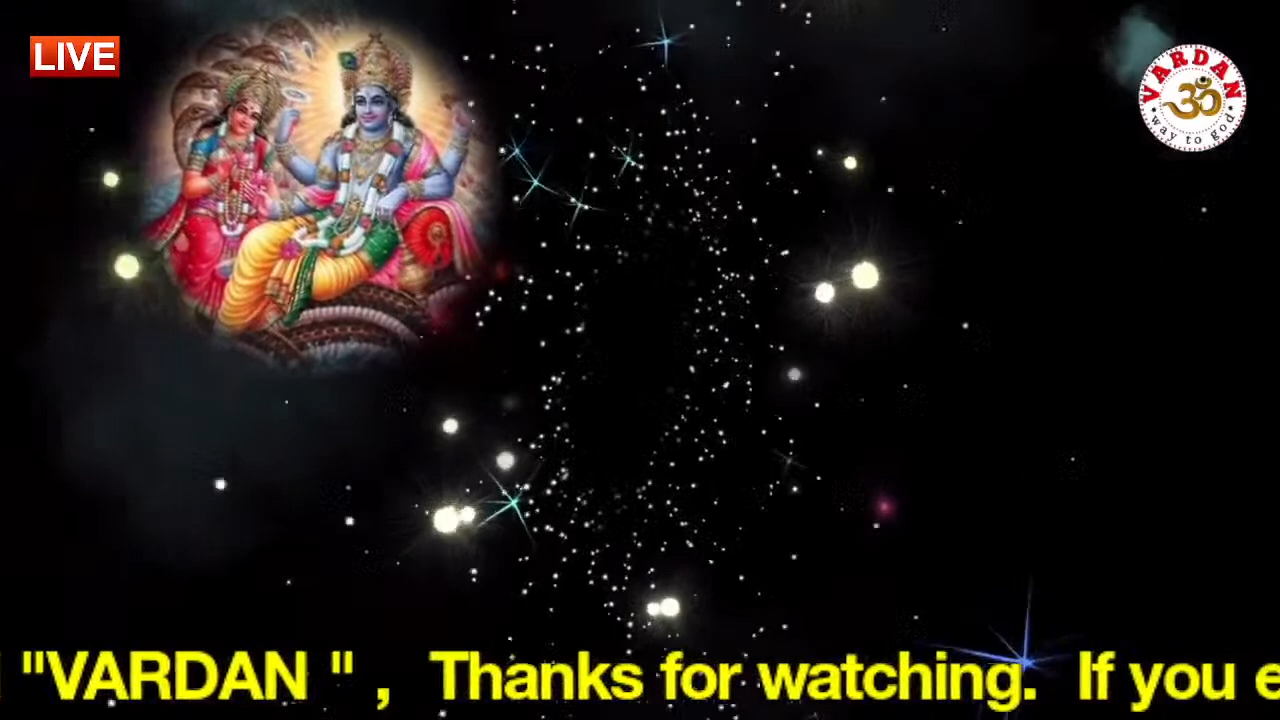 LIVE
VARDAN
ॐ
way to god
"VARDAN " , Thanks for watching. If you